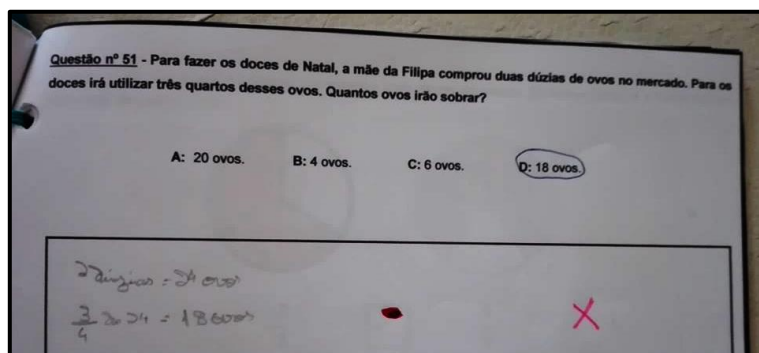 Questão nº 51 - Para fazer os doces de Natal, a mãe da Filipa comprou duas dúzias de ovos no mercado. Para os
doces irá utilizar três quartos desses ovos. Quantos ovos irão sobrar?
A: 20 ovos. B: 4 ovos. C: 6 ovos. D: 18 ovos.
2 dúzias = 24 ovos
3/4 de 24 = 18 ovos